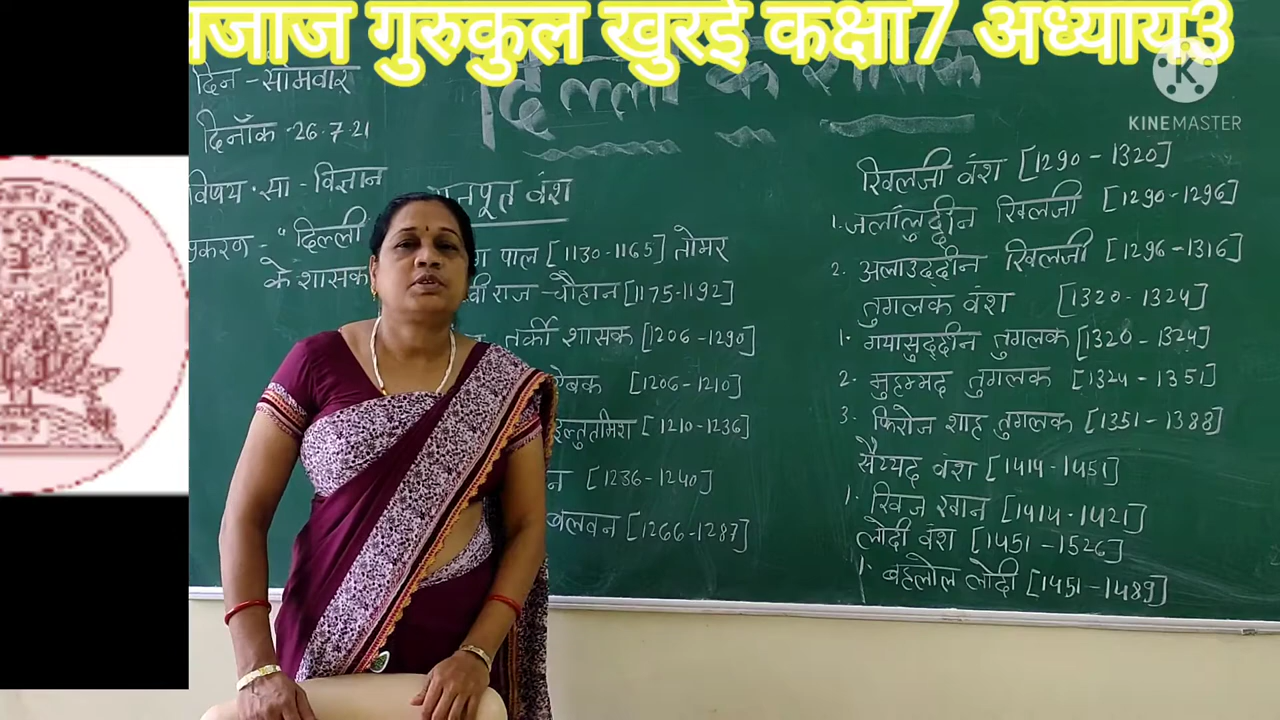 गुरुकुल खुरई कक्षा7 अध्याय3
KINEMASTER
दिल्ली के शासक
दिन - सोमवार
दिनाँक -26.7.21
विषय - सा - विज्ञान
प्रकरण - "दिल्ली
के शासक
वंश
पाल [1130-1165] तोमर
राज - चौहान [1175-1192]
तुर्की शासक [1206-1290]
ऐबक [1206-1210]
इल्तुतमिश [1210-1236]
[1236-1240]
बलवन [1266-1287]
खिलजी वंश [1290-1320]
1. जलालुद्दीन खिलजी [1290-1296]
2. अलाउद्दीन खिलजी [1296-1316]
तुगलक वंश [1320-1324]
1. गयासुद्दीन तुगलक [1320-1324]
2. मुहम्मद तुगलक [1324-1351]
3. फिरोज शाह तुगलक [1351-1388]
सैय्यद वंश [1414-1451]
1. खिज्र खान [1414-1421]
लोदी वंश [1451-1526]
1. बहलोल लोदी [1451-1489]